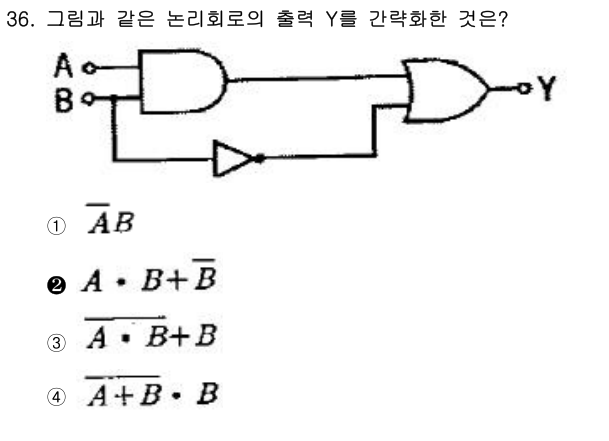 36. 그림과 같은 논리회로의 출력 Y를 간략화한 것은?
A
B
Y
① A̅B
❷ A · B+B̅
③ A̅ ̅·̅ ̅B̅+B
④ A̅+̅B̅ · B